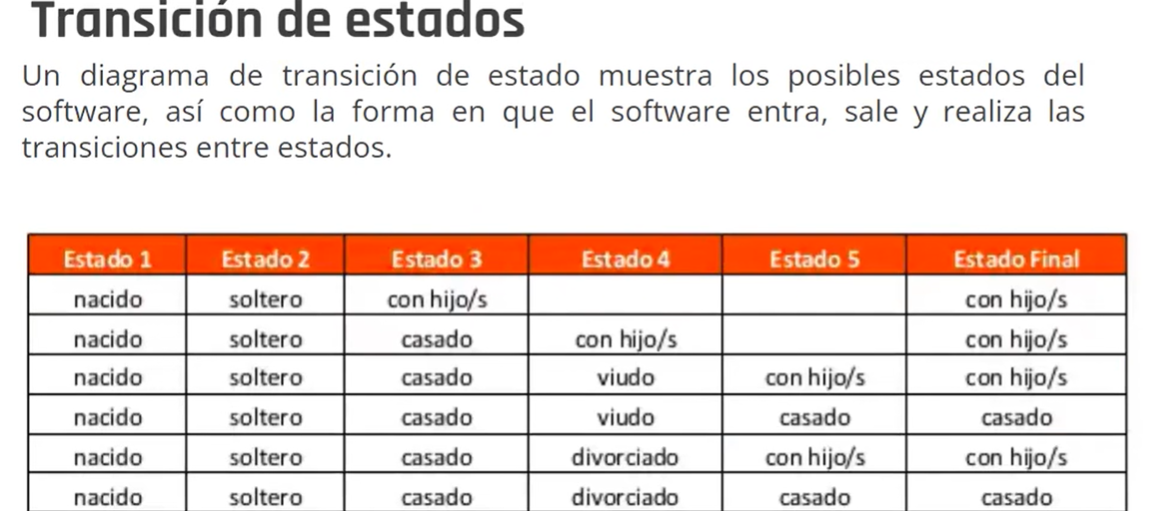 Transición de estados
Un diagrama de transición de estado muestra los posibles estados del
software, así como la forma en que el software entra, sale y realiza las
transiciones entre estados.
Estado 1 Estado 2 Estado 3 Estado 4 Estado 5 Estado Final
nacido soltero con hijo/s con hijo/s
nacido soltero casado con hijo/s con hijo/s
nacido soltero casado viudo con hijo/s con hijo/s
nacido soltero casado viudo casado casado
nacido soltero casado divorciado con hijo/s con hijo/s
nacido soltero casado divorciado casado casado